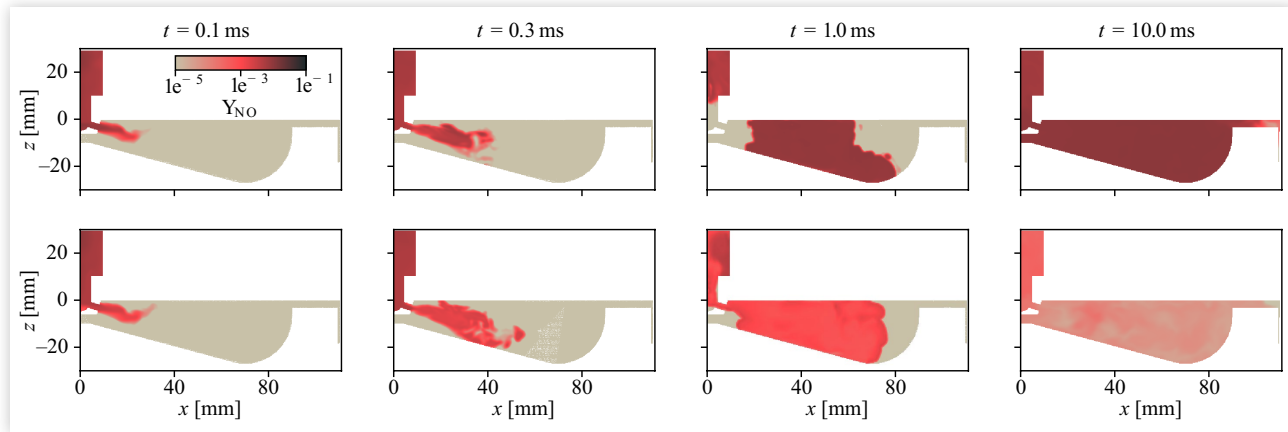 t = 0.1 ms t = 0.3 ms t = 1.0 ms t = 10.0 ms
20
0
−20
z [mm]
1e⁻⁵ 1e⁻³ 1e⁻¹
Y_NO
20
0
−20
z [mm]
0 40 80 0 40 80 0 40 80 0 40 80
x [mm] x [mm] x [mm] x [mm]